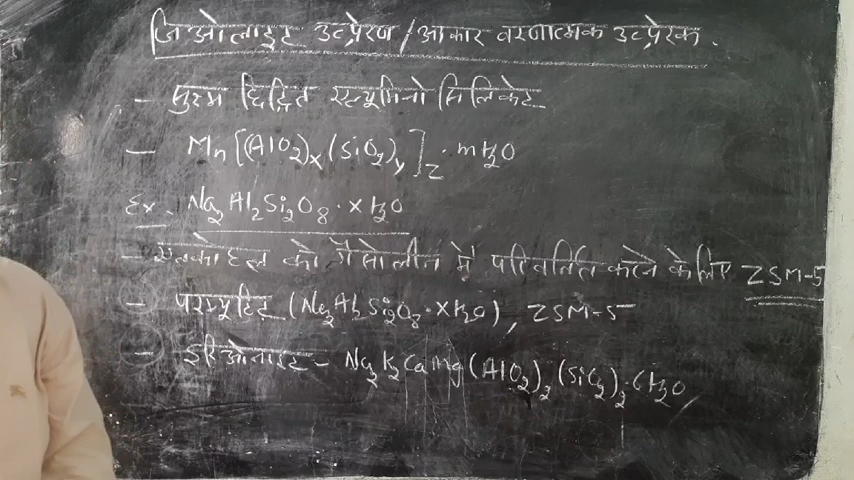 जिओलाइट उत्प्रेरण / आकार वरणात्मक उत्प्रेरक.
- सुक्ष्म छिद्रित एल्यूमिनो सिलिकेट
- Mn[(AlO2)x(SiO2)y]z.mH2O
Ex. Na2Al2Si2O8.xH2O
- एल्कोहल को गैसोलीन में परिवर्तित करने के लिए ZSM-5
- परम्यूटिट (Na2Al2Si2O8.xH2O), ZSM-5
- इरिओनाइट - Na2K2CaMg(AlO2)2(SiO2)2.6H2O